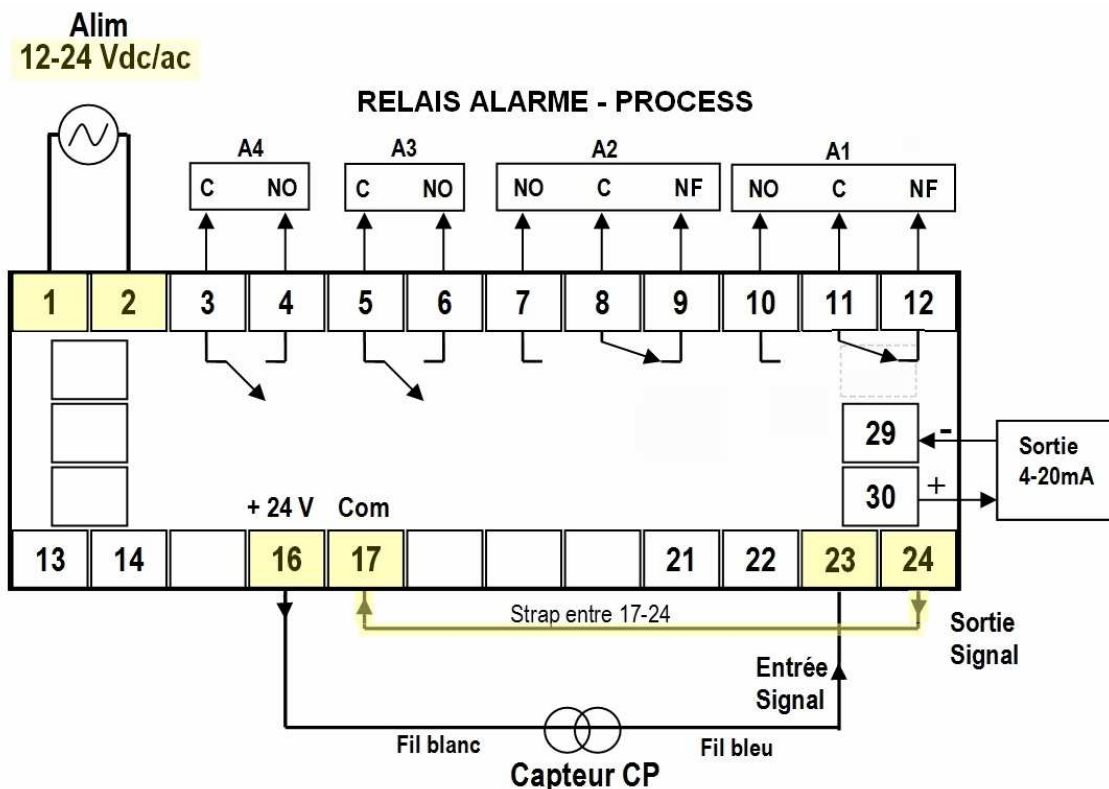 Alim
12-24 Vdc/ac
RELAIS ALARME - PROCESS
A4 A3 A2 A1
C NO C NO NO C NF NO C NF
1 2 3 4 5 6 7 8 9 10 11 12
29 -
30 +
Sortie
4-20mA
+ 24 V Com
13 14 16 17 21 22 23 24
Strap entre 17-24
Sortie
Signal
Entrée
Signal
Fil blanc Fil bleu
Capteur CP